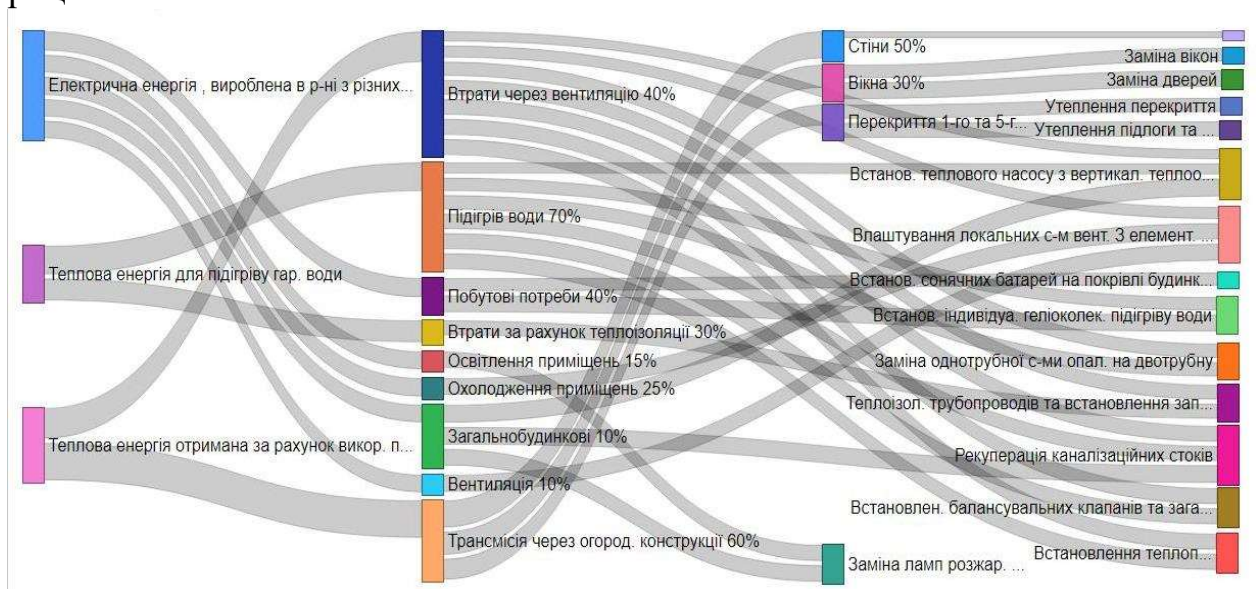 Електрична енергія , вироблена в р-ні з різних...
Теплова енергія для підігріву гар. води
Теплова енергія отримана за рахунок викор. п...
Втрати через вентиляцію 40%
Підігрів води 70%
Побутові потреби 40%
Втрати за рахунок теплоізоляції 30%
Освітлення приміщень 15%
Охолодження приміщень 25%
Загальнобудинкові 10%
Вентиляція 10%
Трансмісія через огород. конструкції 60%
Стіни 50%
Вікна 30%
Перекриття 1-го та 5-г...
Заміна ламп розжар. ...
Заміна вікон
Заміна дверей
Утеплення перекриття
Утеплення підлоги та ...
Встанов. теплового насосу з вертикал. теплоо...
Влаштування локальних с-м вент. З елемент. ...
Встанов. сонячних батарей на покрівлі будинк...
Встанов. індивідуа. геліоколек. підігріву води
Заміна однотрубної с-ми опал. на двотрубну
Теплоізол. трубопроводів та встановлення зап...
Рекуперація каналізаційних стоків
Встановлен. балансувальних клапанів та зага...
Встановлення теплоп...